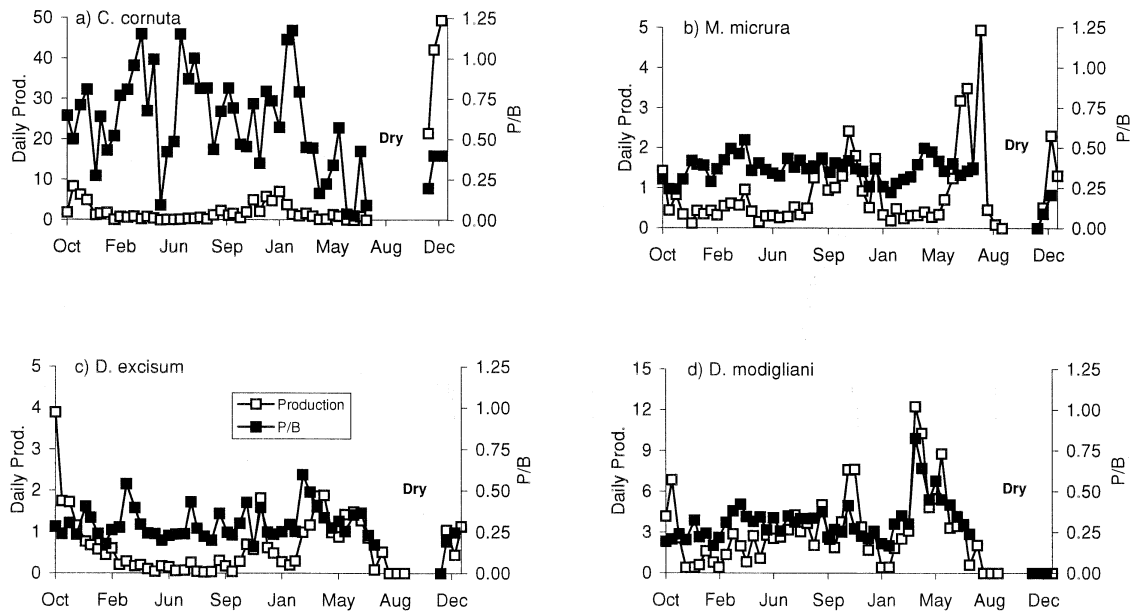 a) C. cornuta
50
40
30
20
10
0
Daily Prod.
1.25
1.00
0.75
0.50
0.25
0.00
P/B
Dry
Oct Feb Jun Sep Jan May Aug Dec
b) M. micrura
5
4
3
2
1
0
Daily Prod.
1.25
1.00
0.75
0.50
0.25
0.00
P/B
Dry
Oct Feb Jun Sep Jan May Aug Dec
c) D. excisum
5
4
3
2
1
0
Daily Prod.
Production
P/B
1.25
1.00
0.75
0.50
0.25
0.00
P/B
Dry
Oct Feb Jun Sep Jan May Aug Dec
d) D. modigliani
15
12
9
6
3
0
Daily Prod.
1.25
1.00
0.75
0.50
0.25
0.00
P/B
Dry
Oct Feb Jun Sep Jan May Aug Dec